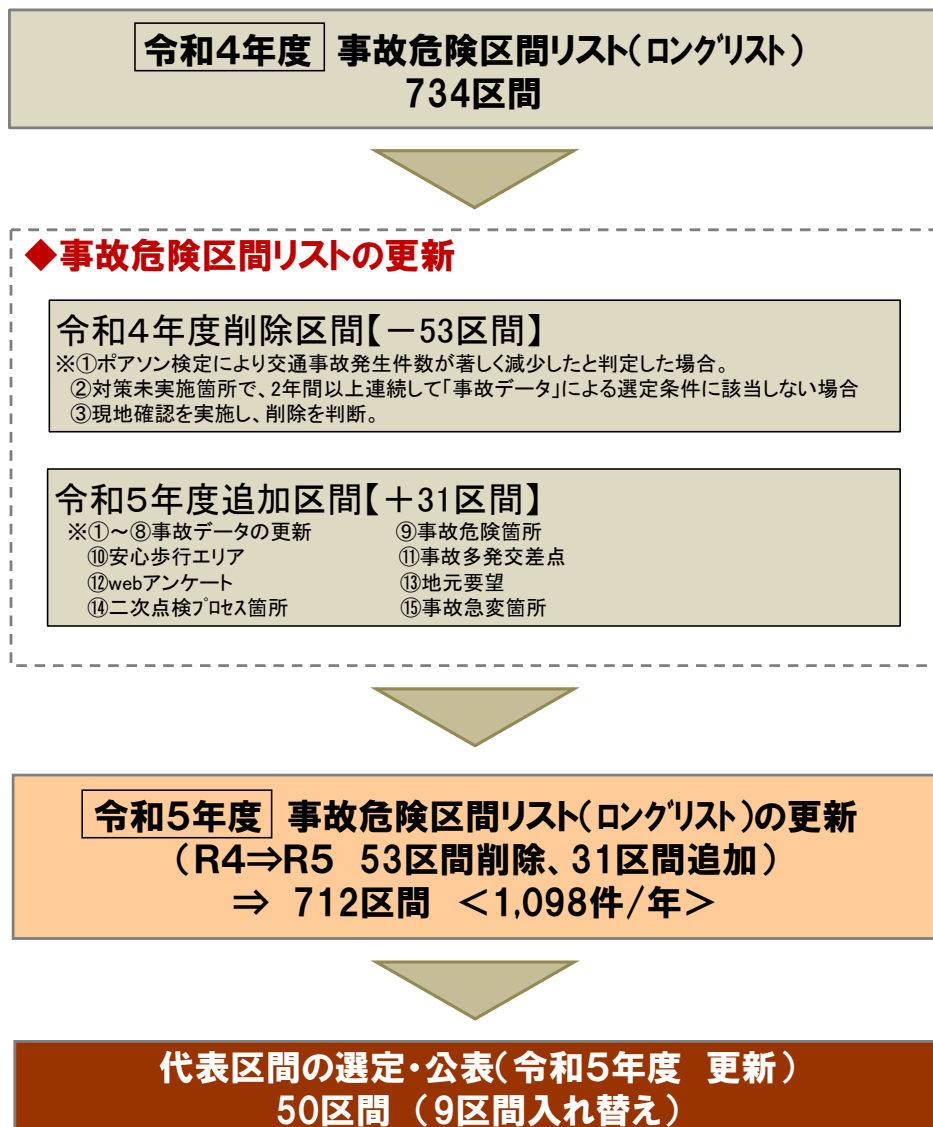 令和4年度 事故危険区間リスト(ロングリスト)
734区間
◆事故危険区間リストの更新
令和4年度削除区間【-53区間】
※①ポアソン検定により交通事故発生件数が著しく減少したと判定した場合。
②対策未実施箇所で、2年間以上連続して「事故データ」による選定条件に該当しない場合
③現地確認を実施し、削除を判断。
令和5年度追加区間【+31区間】
※①~⑧事故データの更新 ⑨事故危険箇所
⑩安心歩行エリア ⑪事故多発交差点
⑫webアンケート ⑬地元要望
⑭二次点検プロセス箇所 ⑮事故急変箇所
令和5年度 事故危険区間リスト(ロングリスト)の更新
(R4⇒R5 53区間削除、31区間追加)
⇒ 712区間 <1,098件/年>
代表区間の選定・公表(令和5年度 更新)
50区間 (9区間入れ替え)